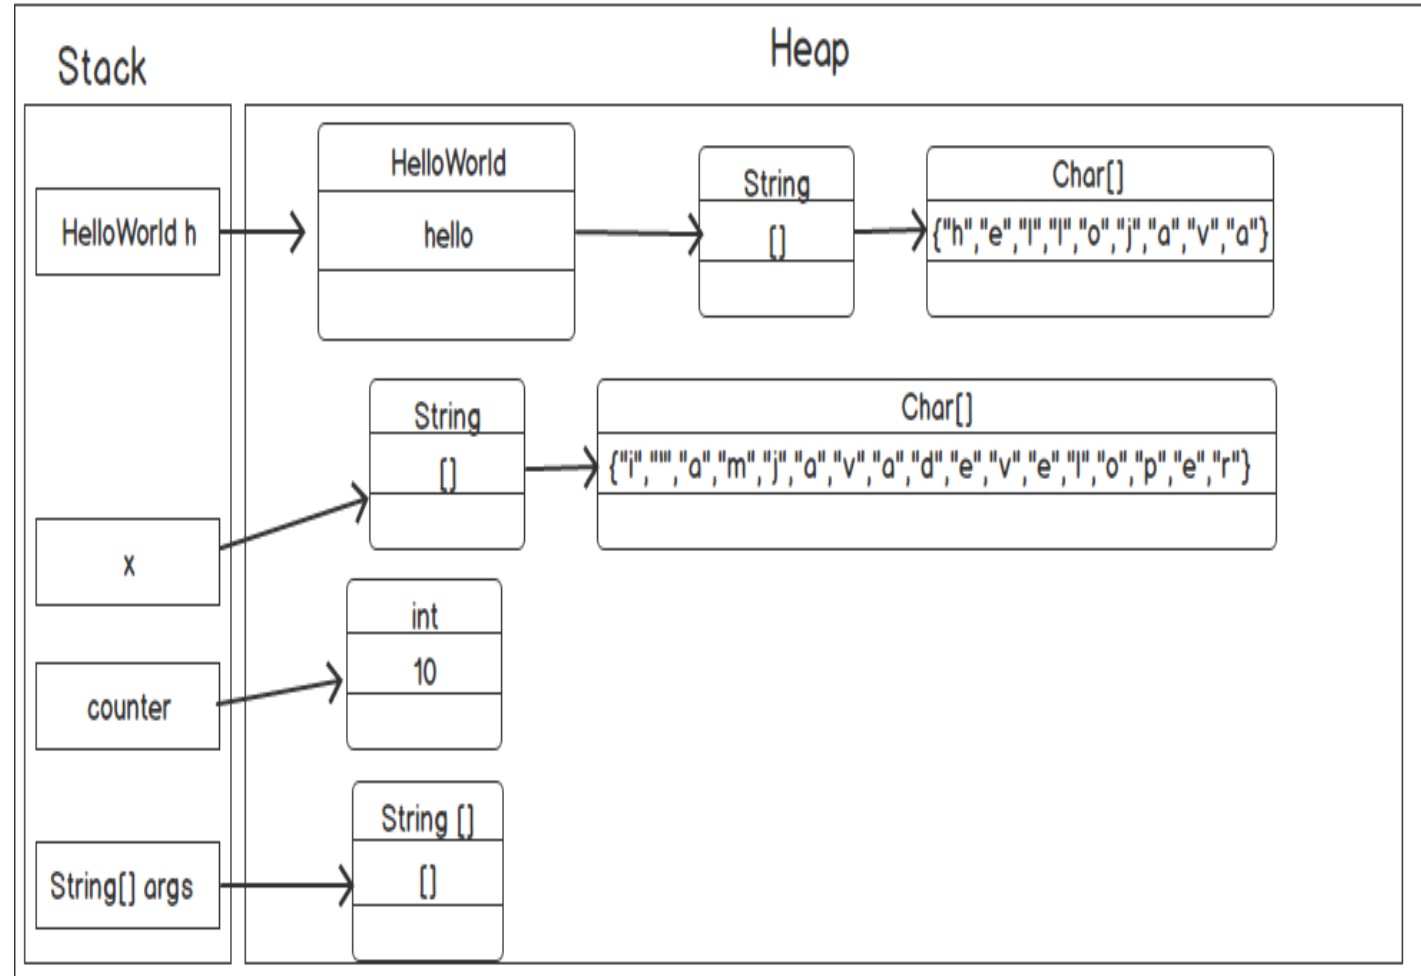 Stack
Heap
HelloWorld h
HelloWorld
hello
String
[]
Char[]
{"h","e","l","l","o","j","a","v","a"}
x
String
[]
Char[]
{"i",""","a","m","j","a","v","a","d","e","v","e","l","o","p","e","r"}
counter
int
10
String[] args
String []
[]